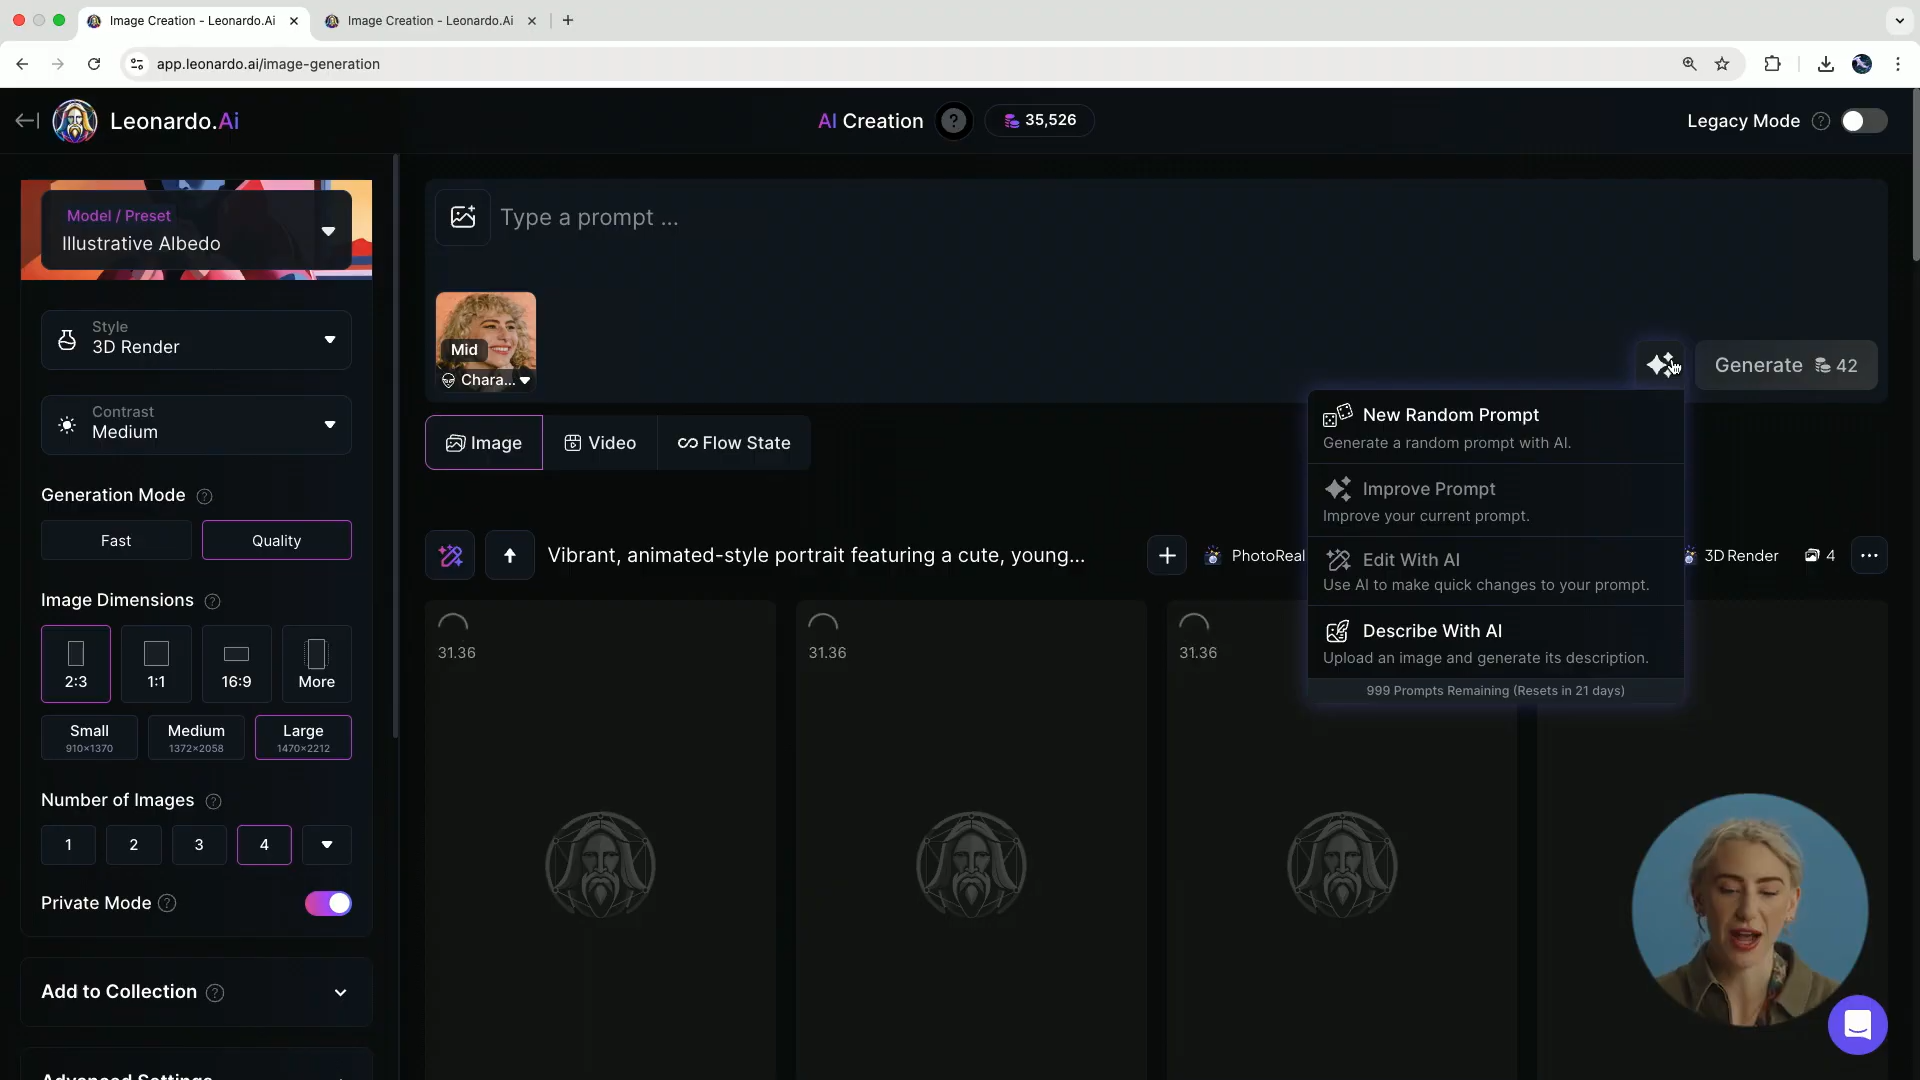 Image Creation - Leonardo.Ai
Image Creation - Leonardo.Ai
app.leonardo.ai/image-generation
Leonardo.Ai
AI Creation
?
35,526
Legacy Mode ?
Model / Preset
Illustrative Albedo
Style
3D Render
Contrast
Medium
Generation Mode ?
Fast
Quality
Image Dimensions ?
2:3
1:1
16:9
More
Small
910×1370
Medium
1372×2058
Large
1470×2212
Number of Images ?
1
2
3
4
Private Mode ?
Add to Collection ?
Advanced Settings
Type a prompt ...
Mid
Chara...
Generate 42
Image
Video
Flow State
New Random Prompt
Generate a random prompt with AI.
Improve Prompt
Improve your current prompt.
Edit With AI
Use AI to make quick changes to your prompt.
Describe With AI
Upload an image and generate its description.
999 Prompts Remaining (Resets in 21 days)
Vibrant, animated-style portrait featuring a cute, young...
PhotoReal
3D Render
4
31.36
31.36
31.36